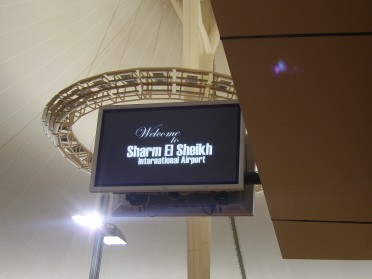 Welcome
to
Sharm El Sheikh
International Airport